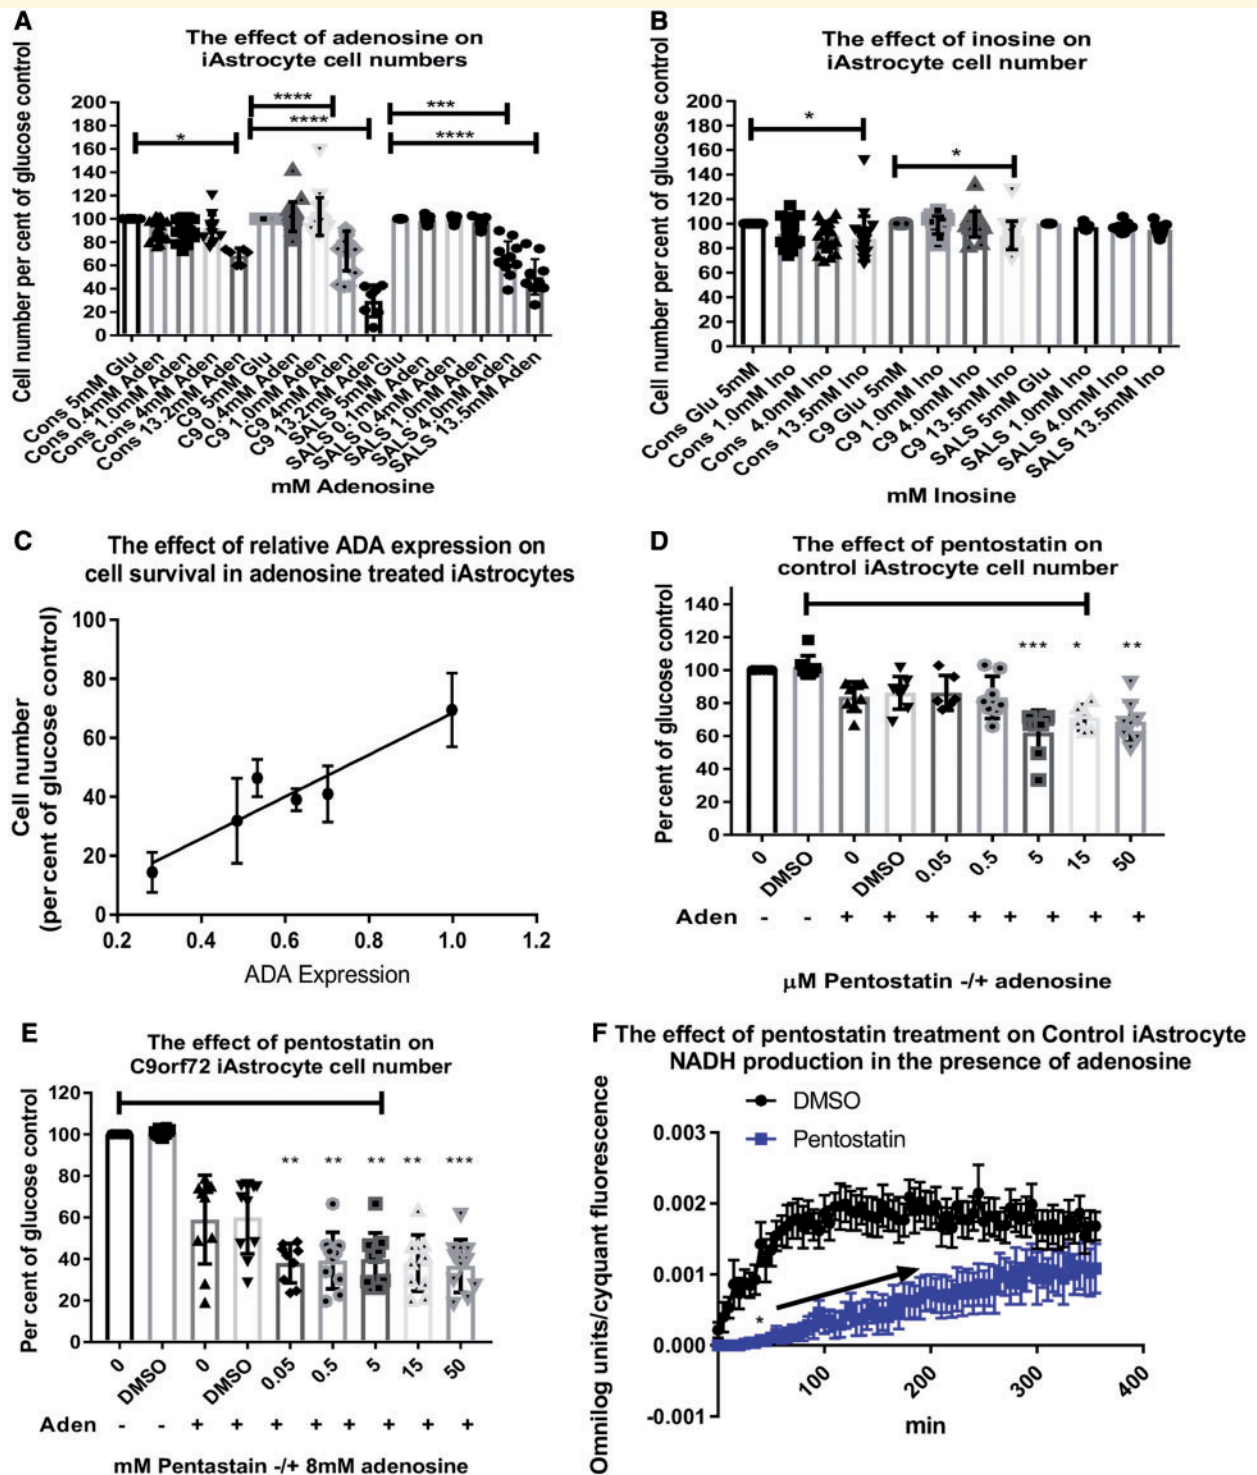 A
The effect of adenosine on
iAstrocyte cell numbers
Cell number per cent of glucose control
200
180
160
140
120
100
80
60
40
20
0
* **** **** *** ****
Cons 5mM Glu
Cons 0.4mM Aden
Cons 1.0mM Aden
Cons 4mM Aden
Cons 13.2mM Aden
C9 5mM Glu
C9 0.4mM Aden
C9 1.0mM Aden
C9 4mM Aden
C9 13.2mM Aden
SALS 5mM Glu
SALS 0.1mM Aden
SALS 0.4mM Aden
SALS 1.0mM Aden
SALS 4.0mM Aden
SALS 13.5mM Aden
mM Adenosine
B
The effect of inosine on
iAstrocyte cell number
Cell number per cent of glucose control
200
180
160
140
120
100
80
60
40
20
0
* *
Cons Glu 5mM
Cons 1.0mM Ino
Cons 4.0mM Ino
Cons 13.5mM Ino
C9 Glu 5mM
C9 1.0mM Ino
C9 4.0mM Ino
C9 13.5mM Ino
SALS 5mM Glu
SALS 1.0mM Ino
SALS 4.0mM Ino
SALS 13.5mM Ino
mM Inosine
C
The effect of relative ADA expression on
cell survival in adenosine treated iAstrocytes
Cell number
(per cent of glucose control)
100
80
60
40
20
0
0.2 0.4 0.6 0.8 1.0 1.2
ADA Expression
D
The effect of pentostatin on
control iAstrocyte cell number
Per cent of glucose control
140
120
100
80
60
40
20
0
*** * **
0 DMSO 0 DMSO 0.05 0.5 5 15 50
Aden - - + + + + + + + +
μM Pentostatin -/+ adenosine
E
The effect of pentostatin on
C9orf72 iAstrocyte cell number
Per cent of glucose control
120
100
80
60
40
20
0
** ** ** ** ***
0 DMSO 0 DMSO 0.05 0.5 5 15 50
Aden - - + + + + + + + +
mM Pentastain -/+ 8mM adenosine
F
The effect of pentostatin treatment on Control iAstrocyte
NADH production in the presence of adenosine
DMSO
Pentostatin
Omnilog units/cyquant fluorescence
0.003
0.002
0.001
0.000
-0.001
*
100 200 300 400
min